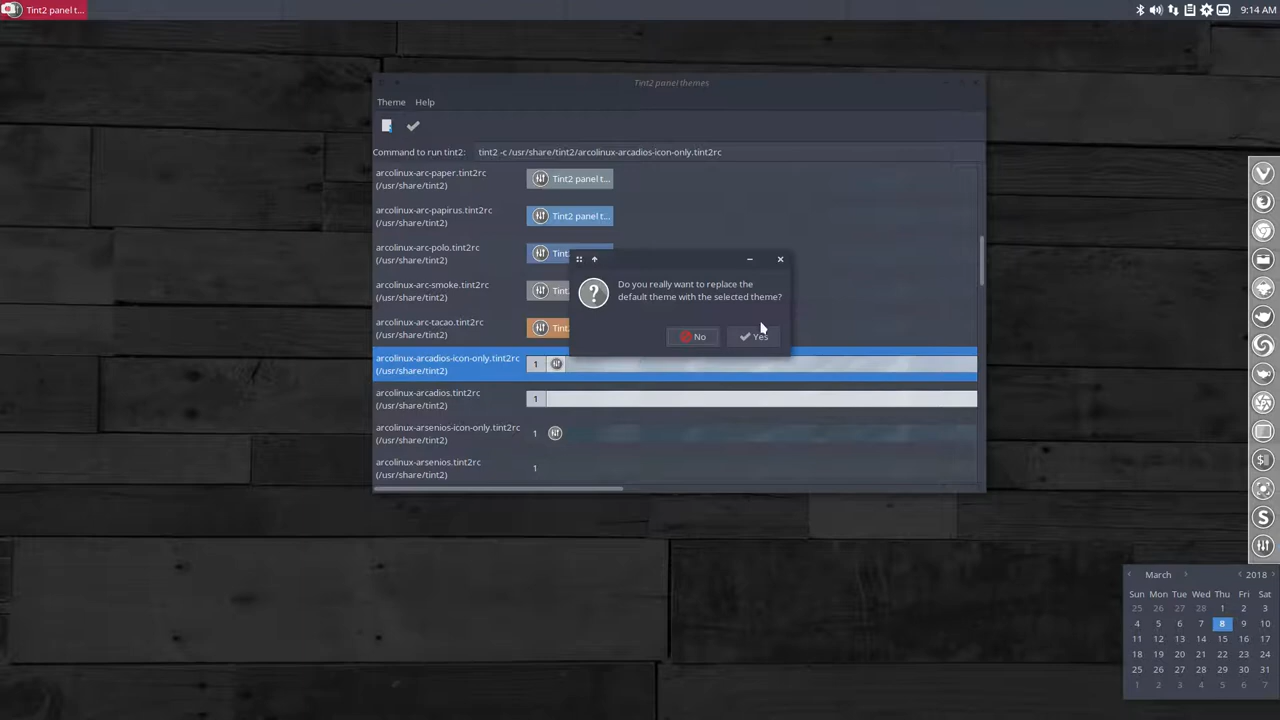 Tint2 panel t...
9:14 AM
Tint2 panel themes
Theme Help
Command to run tint2: tint2 -c /usr/share/tint2/arcolinux-arcadios-icon-only.tint2rc
arcolinux-arc-paper.tint2rc
(/usr/share/tint2)
Tint2 panel t...
arcolinux-arc-papirus.tint2rc
(/usr/share/tint2)
Tint2 panel t...
arcolinux-arc-polo.tint2rc
(/usr/share/tint2)
Tint
arcolinux-arc-smoke.tint2rc
(/usr/share/tint2)
Tint
arcolinux-arc-tacao.tint2rc
(/usr/share/tint2)
Tint
Do you really want to replace the
default theme with the selected theme?
No Yes
arcolinux-arcadios-icon-only.tint2rc
(/usr/share/tint2)
1
arcolinux-arcadios.tint2rc
(/usr/share/tint2)
1
arcolinux-arsenios-icon-only.tint2rc
(/usr/share/tint2)
1
arcolinux-arsenios.tint2rc
(/usr/share/tint2)
1
March 2018
Sun Mon Tue Wed Thu Fri Sat
25 26 27 28 1 2 3
4 5 6 7 8 9 10
11 12 13 14 15 16 17
18 19 20 21 22 23 24
25 26 27 28 29 30 31
1 2 3 4 5 6 7